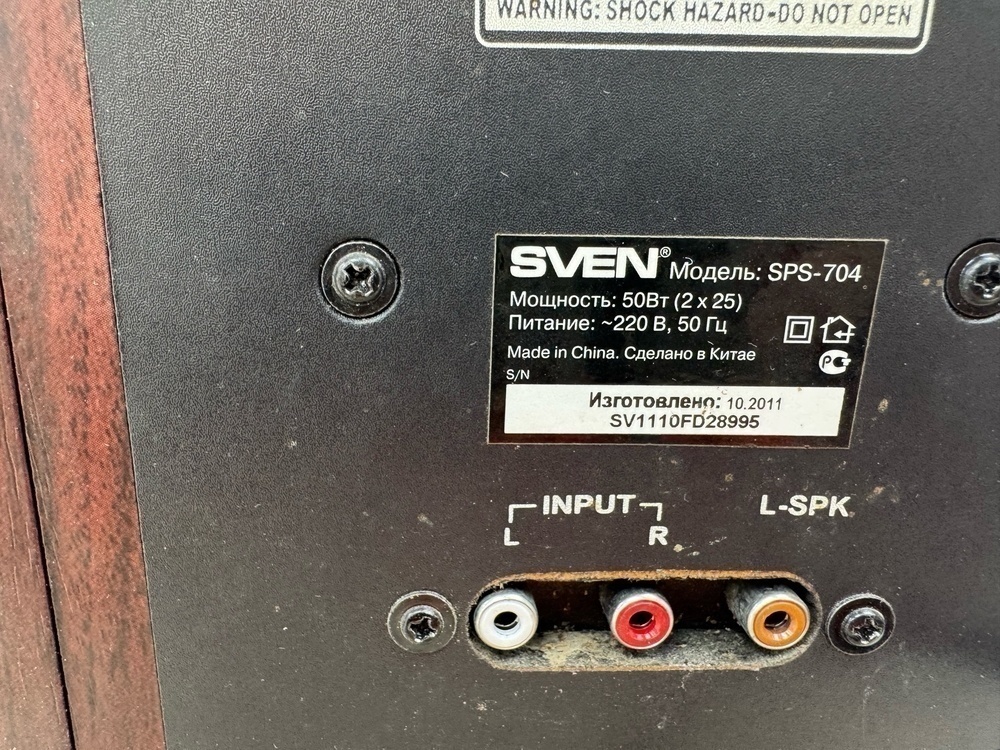 WARNING: SHOCK HAZARD-DO NOT OPEN
SVEN® Модель: SPS-704
Мощность: 50Вт (2 x 25)
Питание: ~220 В, 50 Гц
Made in China. Сделано в Китае
S/N
Изготовлено: 10.2011
SV1110FD28995
INPUT
L-SPK
L R